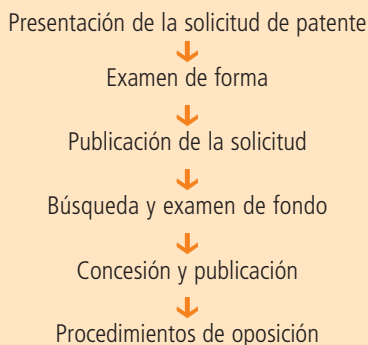 Presentación de la solicitud de patente
Examen de forma
Publicación de la solicitud
Búsqueda y examen de fondo
Concesión y publicación
Procedimientos de oposición